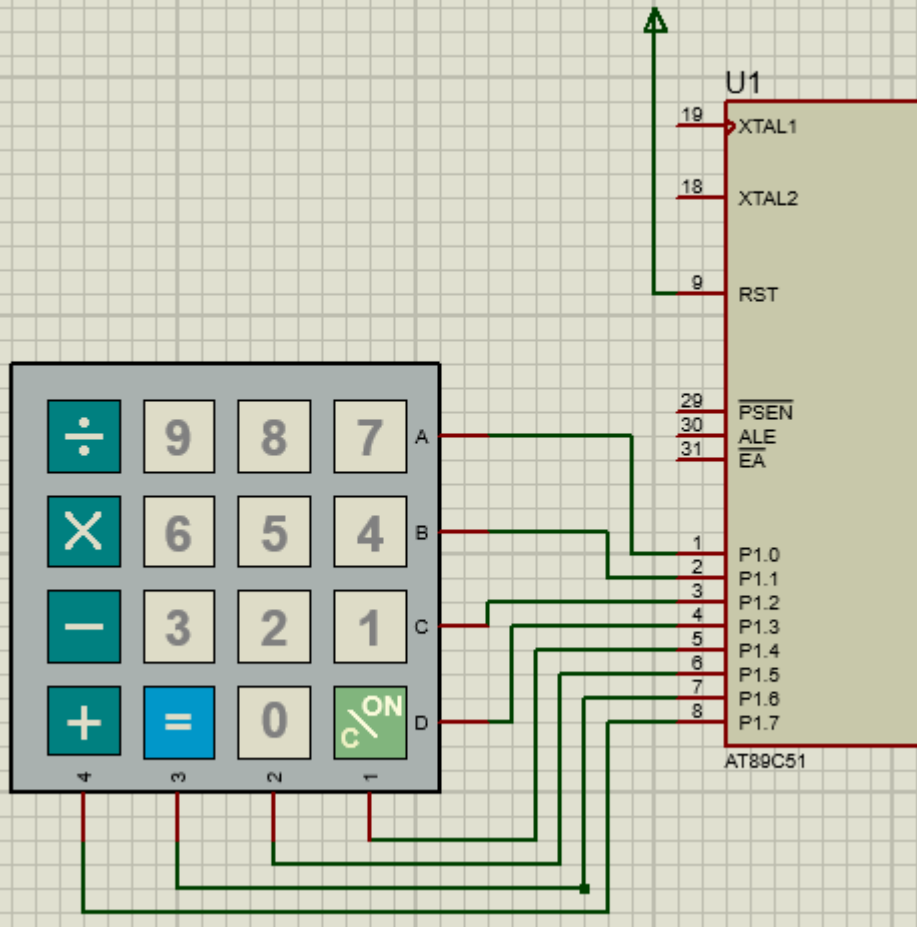 U1
19 XTAL1
18 XTAL2
9 RST
29 PSEN
30 ALE
31 EA
÷ 9 8 7 A
× 6 5 4 B
1 P1.0
2 P1.1
3 P1.2
− 3 2 1 C
4 P1.3
5 P1.4
6 P1.5
7 P1.6
+ = 0 ON/C D
8 P1.7
AT89C51
4 3 2 1